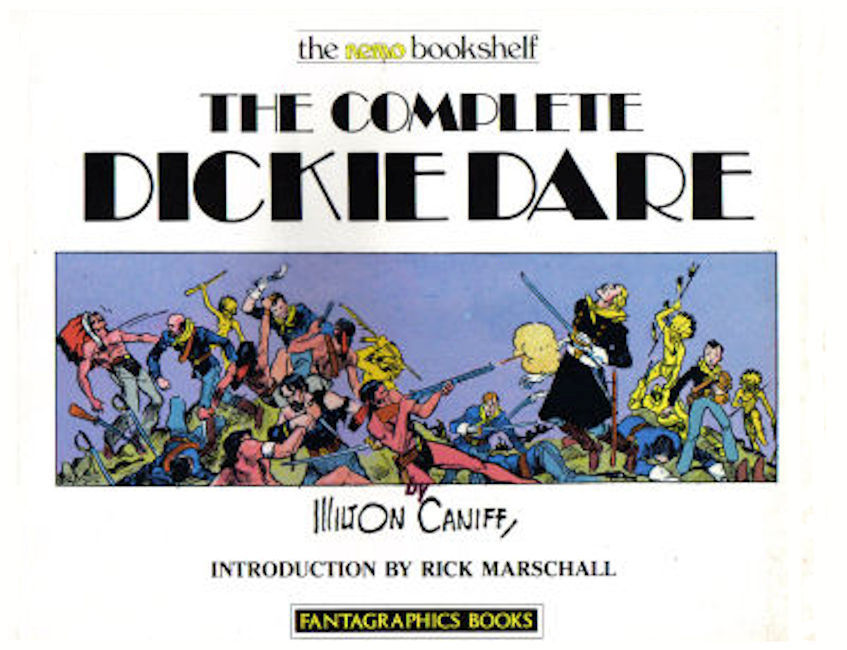 the nemo bookshelf
THE COMPLETE
DICKIE DARE
by
MILTON CANIFF
INTRODUCTION BY RICK MARSCHALL
FANTAGRAPHICS BOOKS